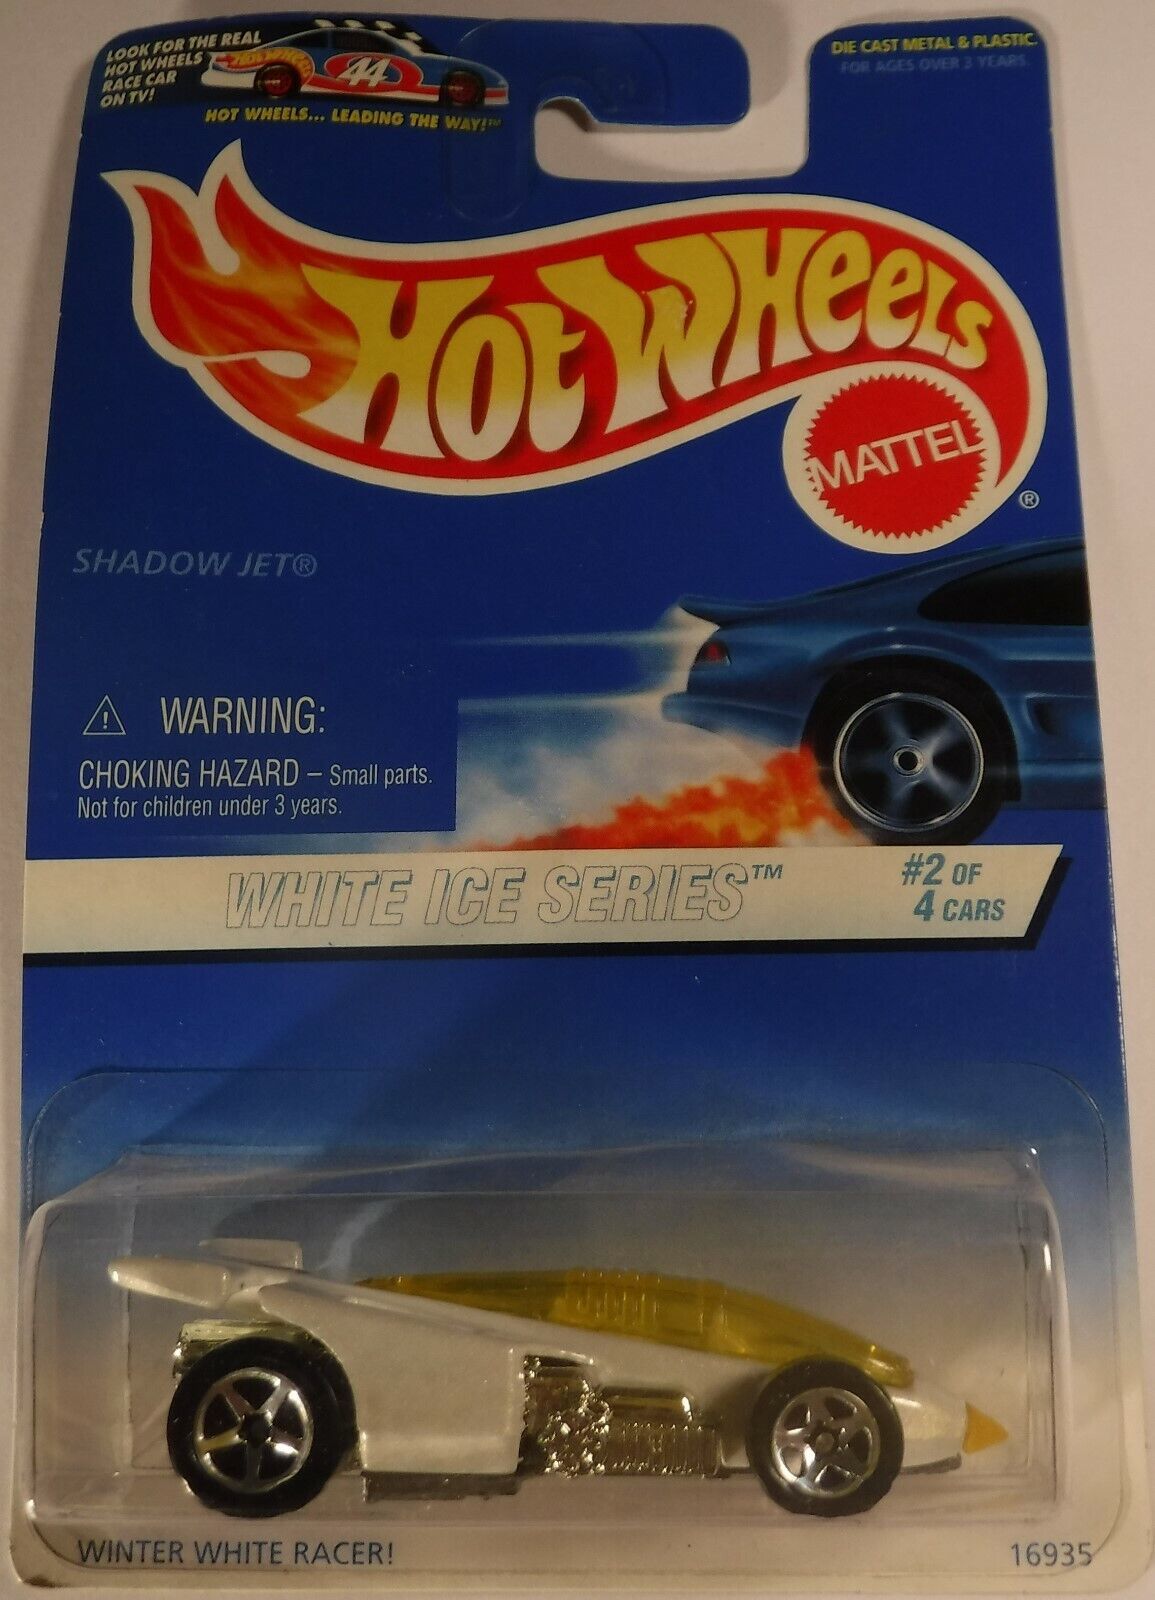 LOOK FOR THE REAL
HOT WHEELS
RACE CAR
ON TV!
HOT WHEELS
44
HOT WHEELS... LEADING THE WAY!™
DIE CAST METAL & PLASTIC.
FOR AGES OVER 3 YEARS.
HOT WHEELS
MATTEL
®
SHADOW JET®
WARNING:
CHOKING HAZARD – Small parts.
Not for children under 3 years.
WHITE ICE SERIES™
#2 OF
4 CARS
WINTER WHITE RACER!
16935